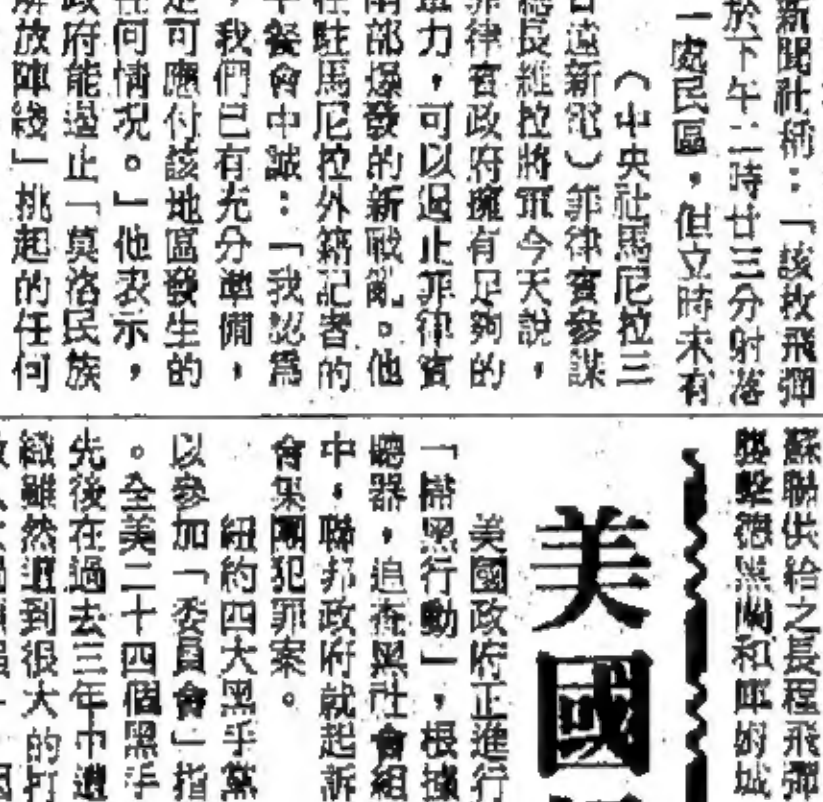 新聞社稱：「該枚飛彈
於下午二時廿三分射落
一處民區，但立時未有
（中央社馬尼拉三
日遠新電）菲律賓參謀
總長維拉將軍今天說，
菲律賓政府擁有足夠的
武力，可以遏止菲律賓
南部爆發的新戰亂。他
在駐馬尼拉外籍記者的
午餐會中說：「我認爲
，我們已有充分準備，
足可應付該地區發生的
任何情況。」他表示，
政府能遏止「莫洛民族
解放陣綫」挑起的任何
蘇聯供給之長程飛彈
襲擊德黑蘭和
城
美國
美國政府正進行
「掃黑行動」，根據
聽器，追查黑社會組
中，聯邦政府就起訴
會集團犯罪案。
紐約四大黑手黨
以參加「委員會」指
。全美二十四個黑手
先後在過去三年中遭
織雖然遭到很大的打